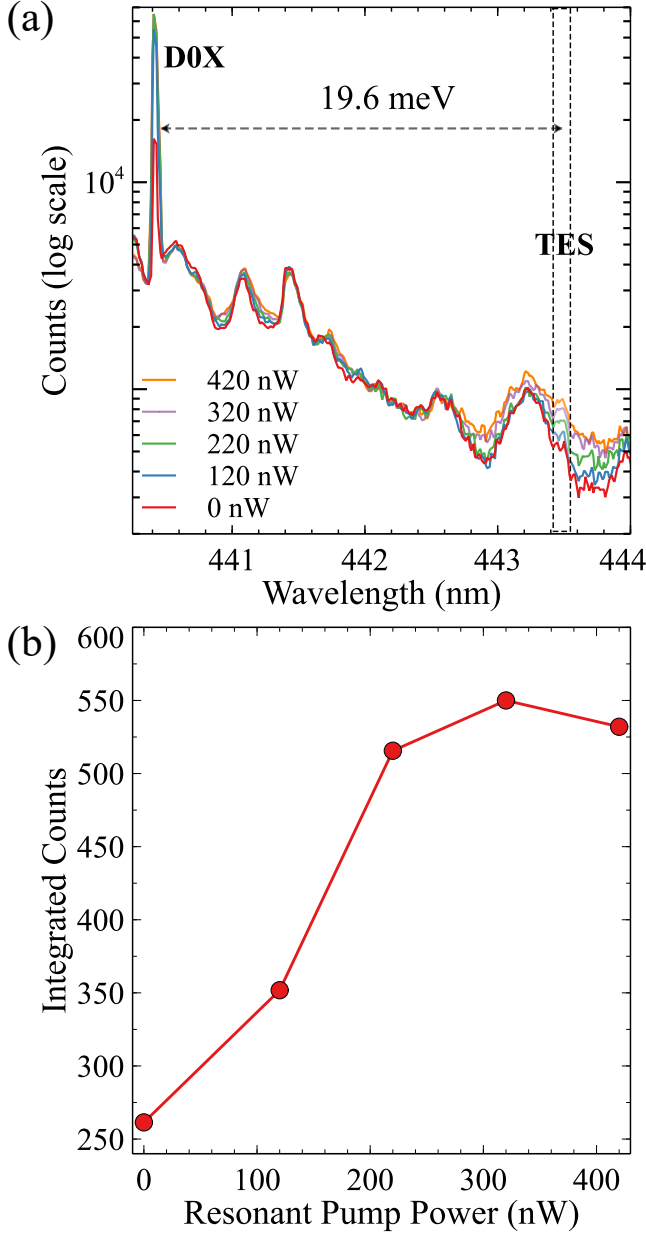 (a)
D0X
19.6 meV
10⁴
TES
Counts (log scale)
420 nW
320 nW
220 nW
120 nW
0 nW
441 442 443 444
Wavelength (nm)
(b)
600
550
500
450
400
350
300
250
Integrated Counts
0 100 200 300 400
Resonant Pump Power (nW)